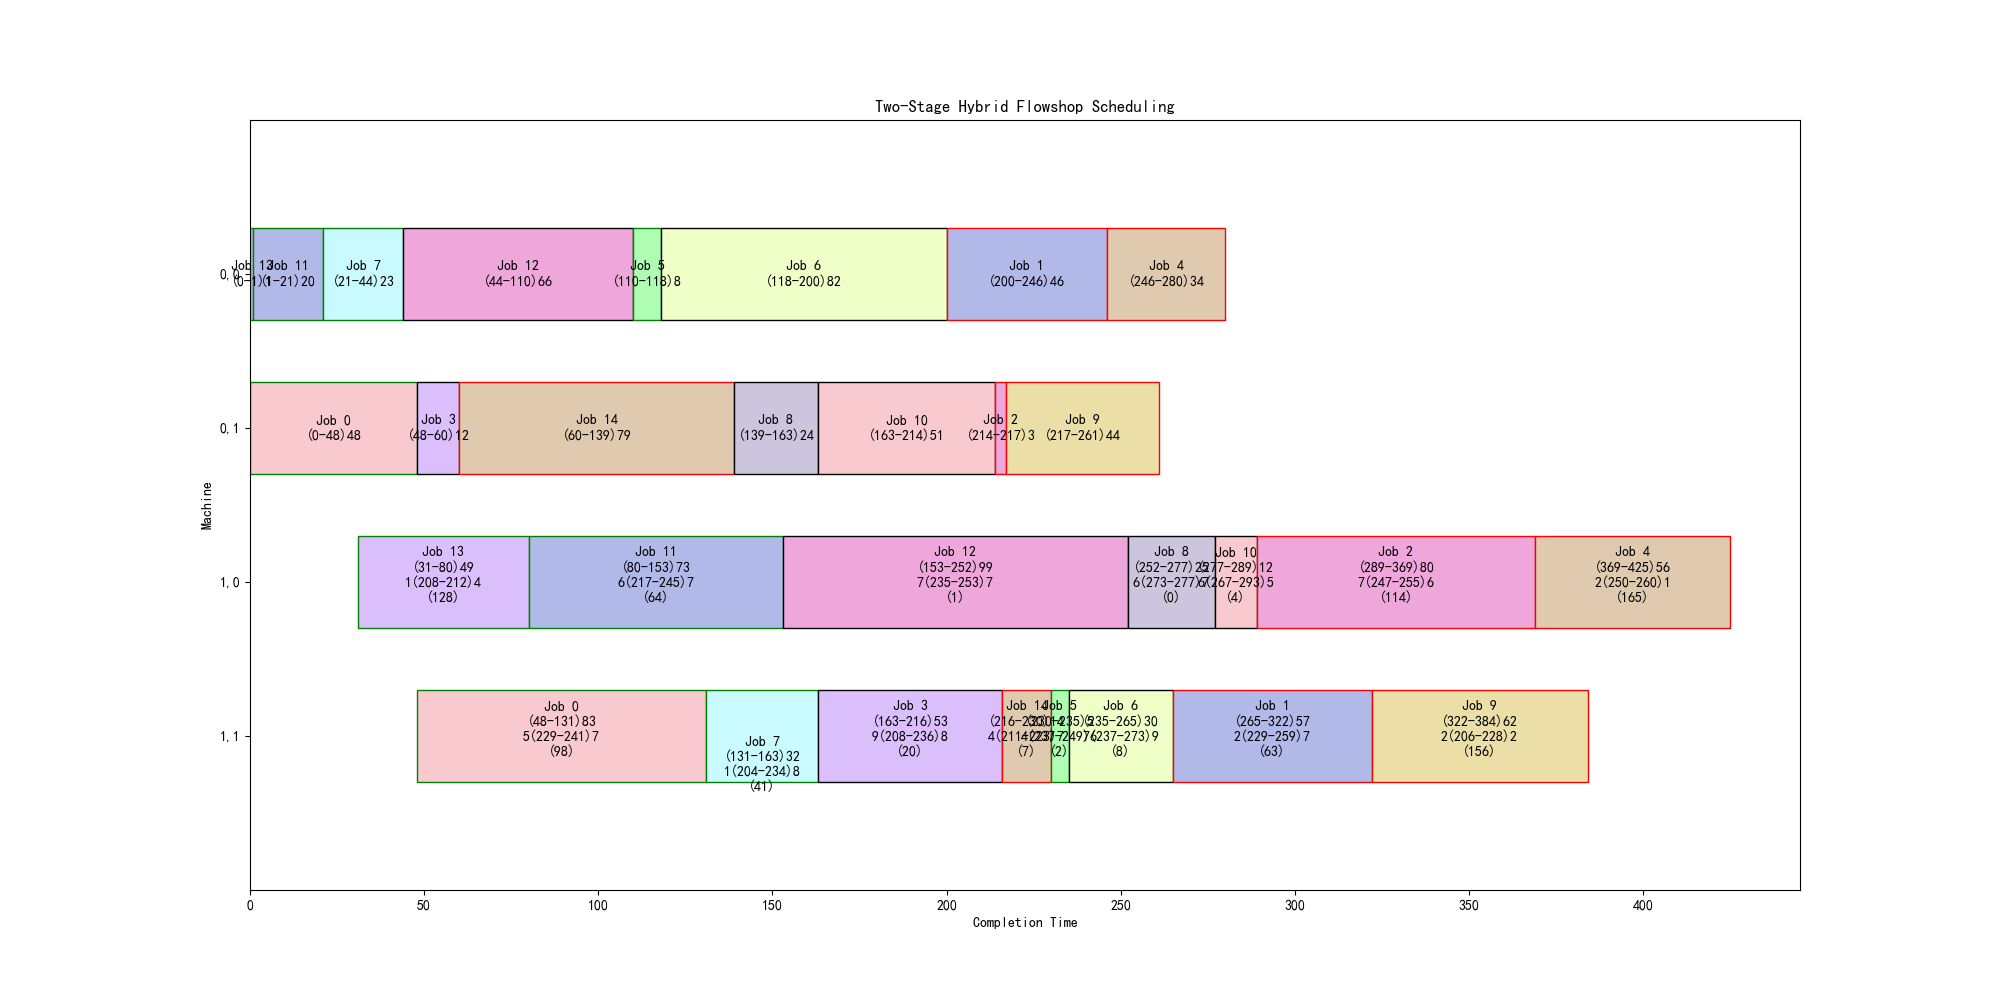 Two-Stage Hybrid Flowshop Scheduling
Machine
0,0
Job 13
(0-1)1
Job 11
(1-21)20
Job 7
(21-44)23
Job 12
(44-110)66
Job 5
(110-118)8
Job 6
(118-200)82
Job 1
(200-246)46
Job 4
(246-280)34
0,1
Job 0
(0-48)48
Job 3
(48-60)12
Job 14
(60-139)79
Job 8
(139-163)24
Job 10
(163-214)51
Job 2
(214-217)3
Job 9
(217-261)44
1,0
Job 13
(31-80)49
1(208-212)4
(128)
Job 11
(80-153)73
6(217-245)7
(64)
Job 12
(153-252)99
7(235-253)7
(1)
Job 8
(252-277)25
6(273-277)7
(0)
Job 10
(277-289)12
(267-293)5
(4)
Job 2
(289-369)80
7(247-255)6
(114)
Job 4
(369-425)56
2(250-260)1
(165)
1,1
Job 0
(48-131)83
5(229-241)7
(98)
Job 7
(131-163)32
1(204-234)8
(41)
Job 3
(163-216)53
9(208-236)8
(20)
Job 14
(216-230)14
(7)
Job 5
(230-235)5
(2)
Job 6
(235-265)30
(237-273)9
(8)
Job 1
(265-322)57
2(229-259)7
(63)
Job 9
(322-384)62
2(206-228)2
(156)
0 50 100 150 200 250 300 350 400
Completion Time